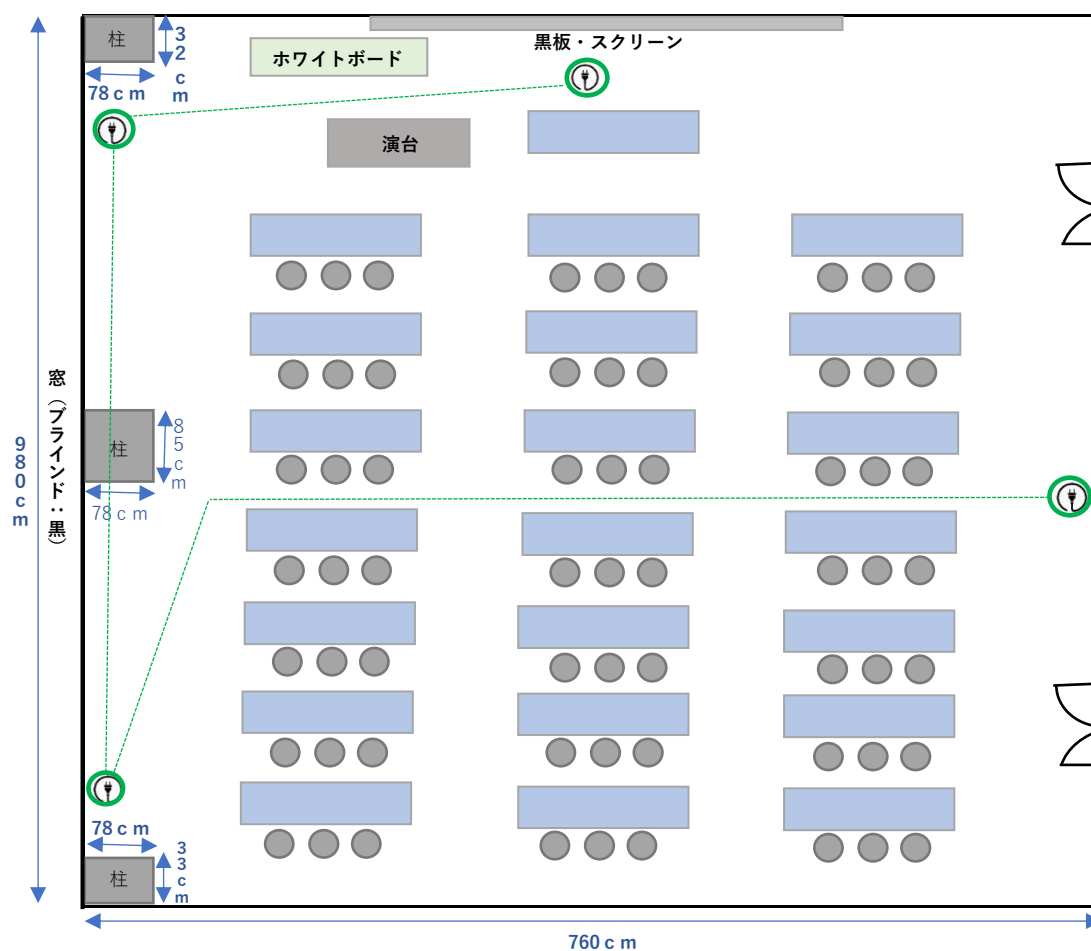 柱
32cm
78cm
ホワイトボード
黒板・スクリーン
演台
窓（ブラインド：黒）
980cm
柱
85cm
78cm
78cm
柱
33cm
760cm